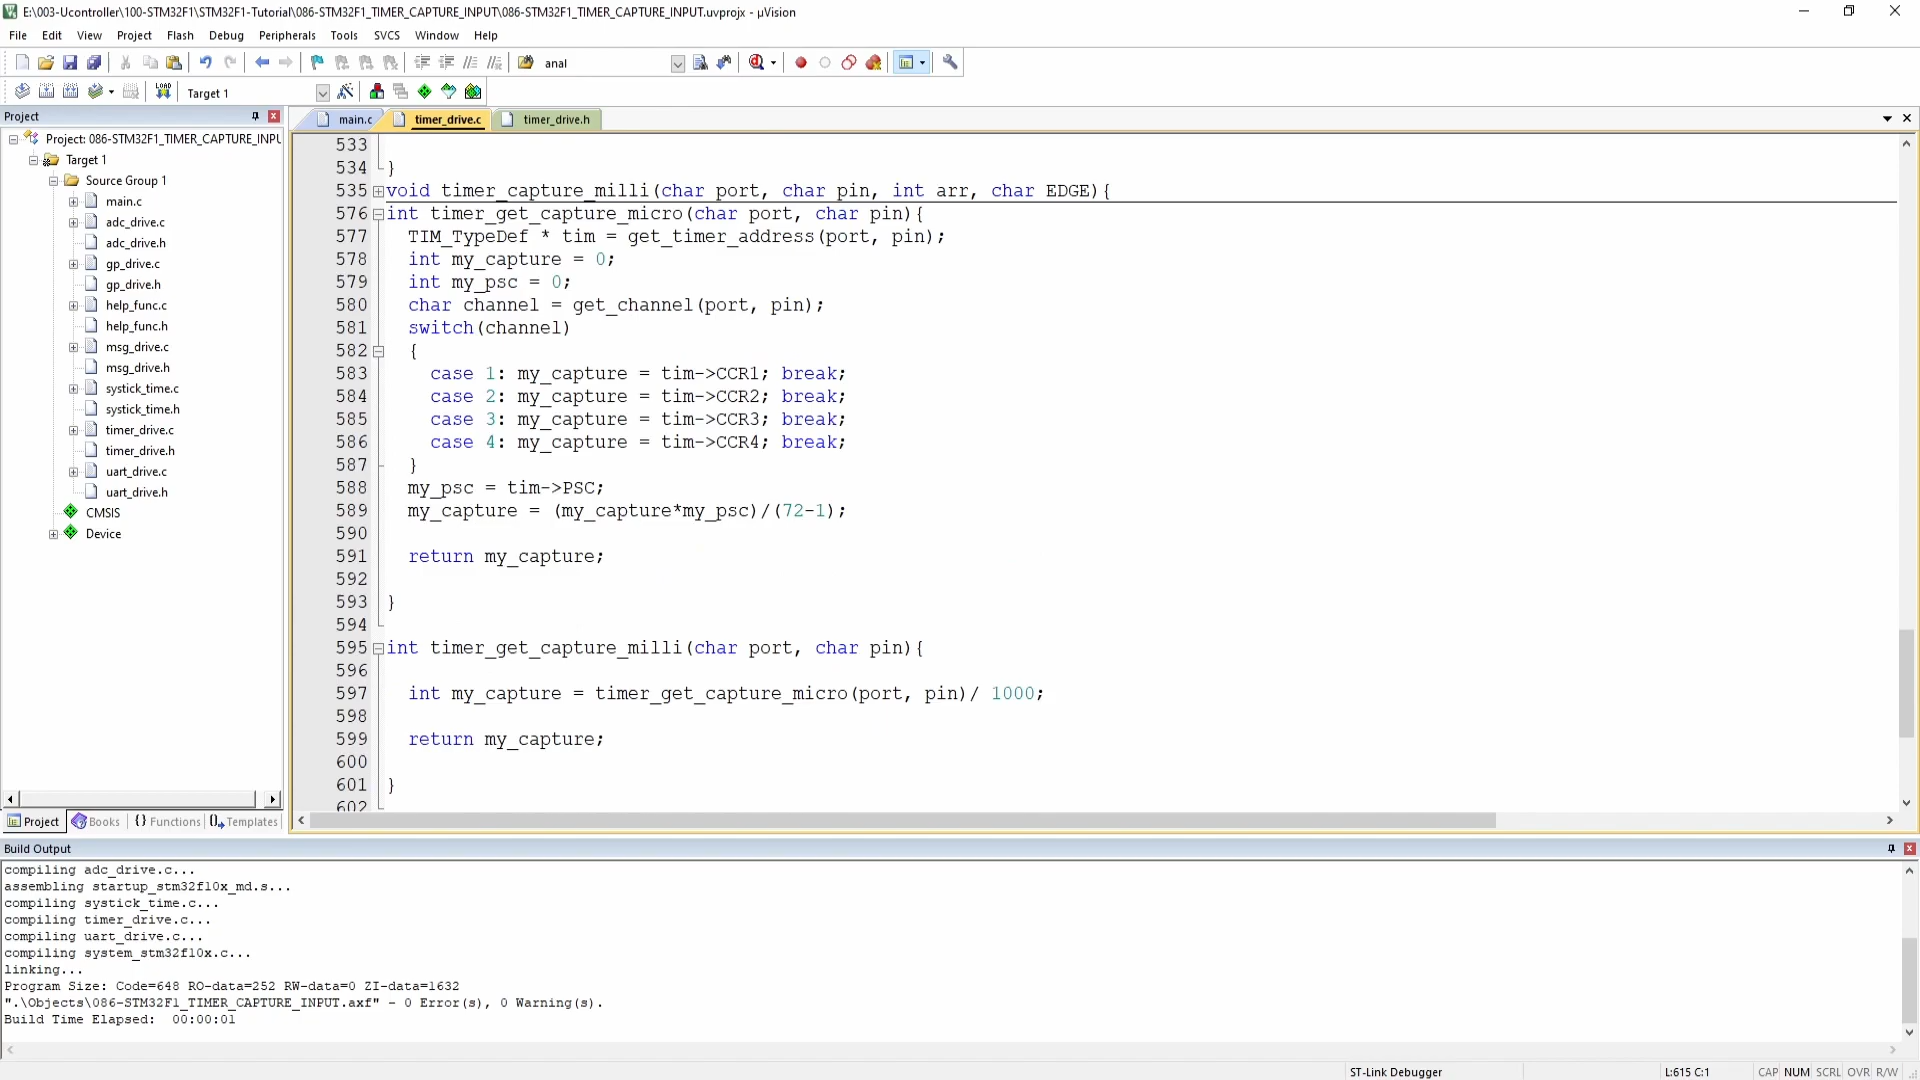 E:\003-Ucontroller\100-STM32F1\STM32F1-Tutorial\086-STM32F1_TIMER_CAPTURE_INPUT\086-STM32F1_TIMER_CAPTURE_INPUT.uvprojx - µVision
File Edit View Project Flash Debug Peripherals Tools SVCS Window Help
anal
LOAD Target 1
Project
main.c timer_drive.c timer_drive.h
Project: 086-STM32F1_TIMER_CAPTURE_INPU
Target 1
Source Group 1
main.c
adc_drive.c
adc_drive.h
gp_drive.c
gp_drive.h
help_func.c
help_func.h
msg_drive.c
msg_drive.h
systick_time.c
systick_time.h
timer_drive.c
timer_drive.h
uart_drive.c
uart_drive.h
CMSIS
Device
Project Books Functions Templates
533
534 }
535 void timer_capture_milli(char port, char pin, int arr, char EDGE){
576 int timer_get_capture_micro(char port, char pin){
577 TIM_TypeDef * tim = get_timer_address(port, pin);
578 int my_capture = 0;
579 int my_psc = 0;
580 char channel = get_channel(port, pin);
581 switch(channel)
582 {
583 case 1: my_capture = tim->CCR1; break;
584 case 2: my_capture = tim->CCR2; break;
585 case 3: my_capture = tim->CCR3; break;
586 case 4: my_capture = tim->CCR4; break;
587 }
588 my_psc = tim->PSC;
589 my_capture = (my_capture*my_psc)/(72-1);
590
591 return my_capture;
592
593 }
594
595 int timer_get_capture_milli(char port, char pin){
596
597 int my_capture = timer_get_capture_micro(port, pin)/ 1000;
598
599 return my_capture;
600
601 }
602
Build Output
compiling adc_drive.c...
assembling startup_stm32f10x_md.s...
compiling systick_time.c...
compiling timer_drive.c...
compiling uart_drive.c...
compiling system_stm32f10x.c...
linking...
Program Size: Code=648 RO-data=252 RW-data=0 ZI-data=1632
".\Objects\086-STM32F1_TIMER_CAPTURE_INPUT.axf" - 0 Error(s), 0 Warning(s).
Build Time Elapsed: 00:00:01
ST-Link Debugger L:615 C:1 CAP NUM SCRL OVR R/W